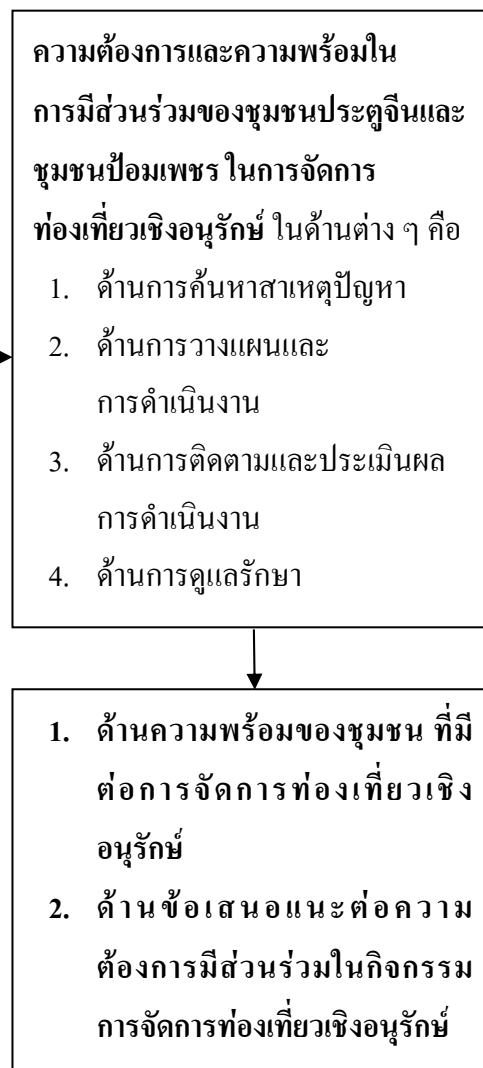 ความต้องการและความพร้อมใน
การมีส่วนร่วมของชุมชนประตูจีนและ
ชุมชนป้อมเพชร ในการจัดการ
ท่องเที่ยวเชิงอนุรักษ์ ในด้านต่าง ๆ คือ
1. ด้านการค้นหาสาเหตุปัญหา
2. ด้านการวางแผนและ
การดำเนินงาน
3. ด้านการติดตามและประเมินผล
การดำเนินงาน
4. ด้านการดูแลรักษา
1. ด้านความพร้อมของชุมชน ที่มี
ต่อการจัดการท่องเที่ยวเชิง
อนุรักษ์
2. ด้านข้อเสนอแนะต่อความ
ต้องการมีส่วนร่วมในกิจกรรม
การจัดการท่องเที่ยวเชิงอนุรักษ์